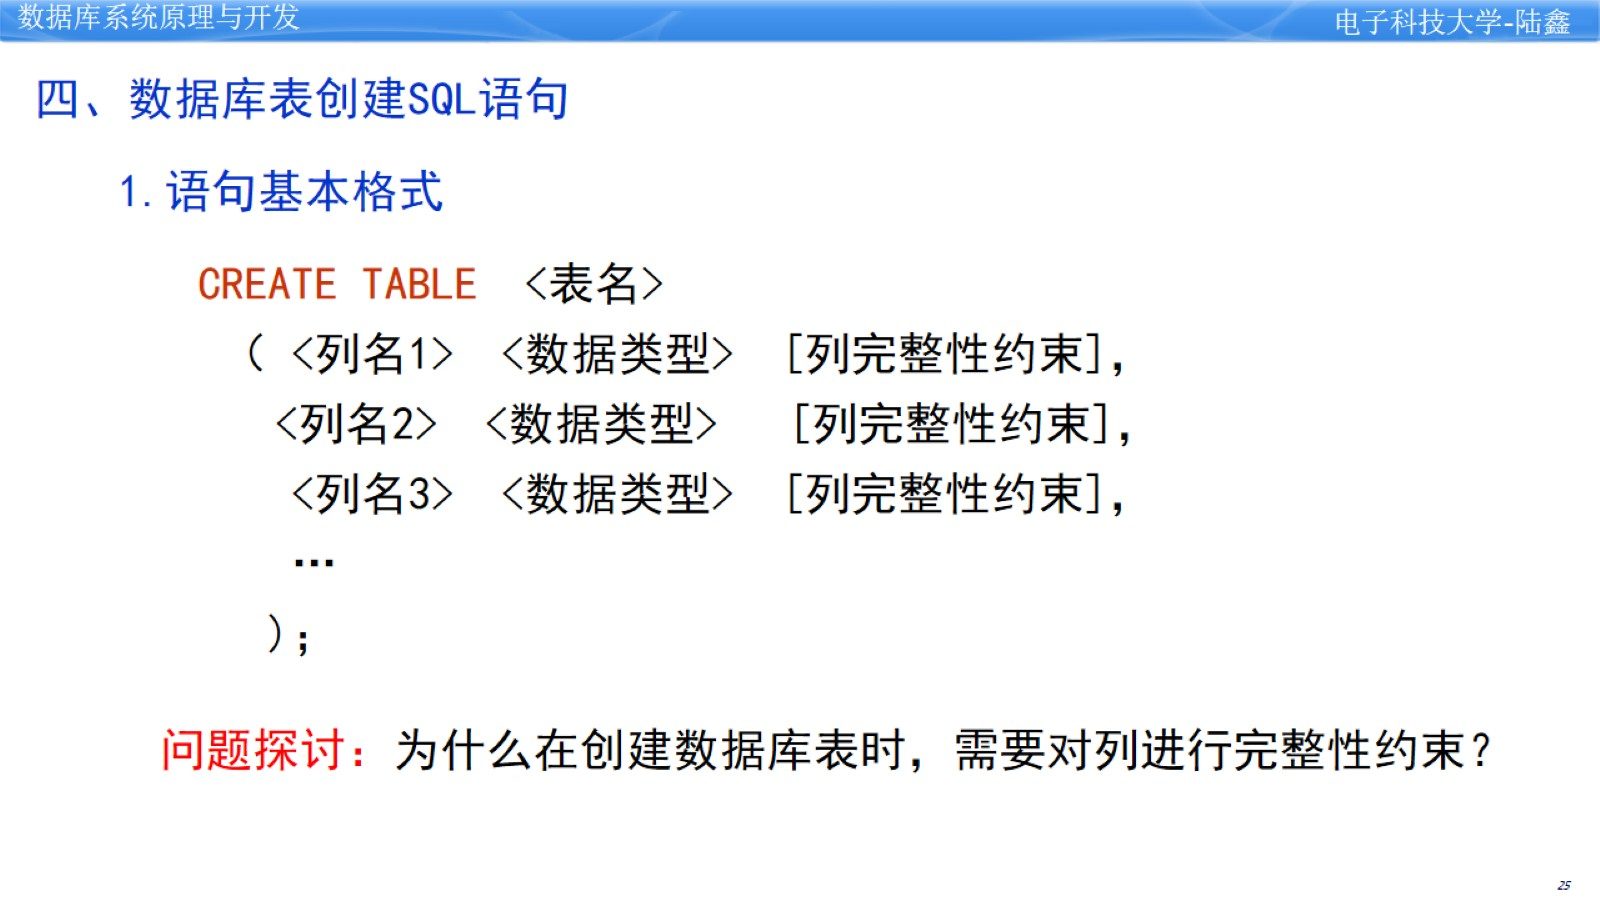 数据库系统原理与开发
电子科技大学-陆鑫
四、数据库表创建SQL语句
1.语句基本格式
CREATE TABLE <表名>
( <列名1> <数据类型> [列完整性约束],
<列名2> <数据类型> [列完整性约束],
<列名3> <数据类型> [列完整性约束],
…
);
问题探讨：为什么在创建数据库表时，需要对列进行完整性约束？
25